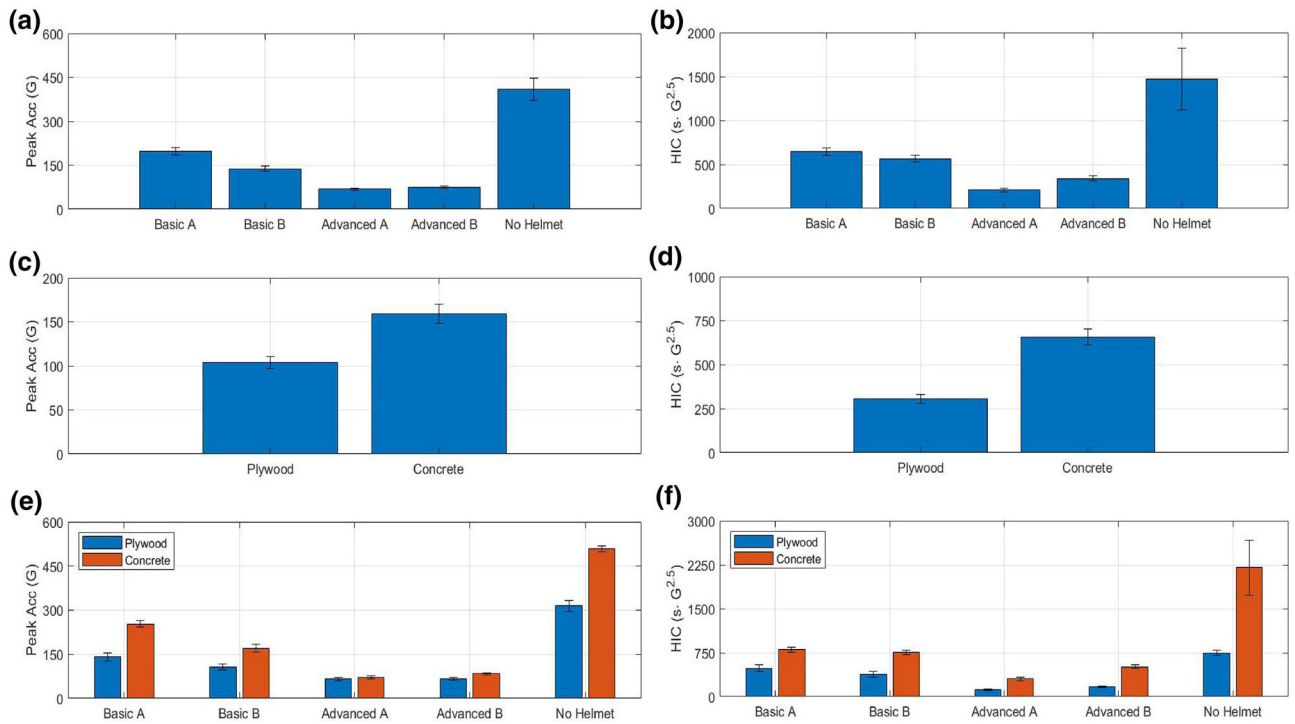 (a)
Peak Acc (G)
600
450
300
150
0
Basic A Basic B Advanced A Advanced B No Helmet
(b)
HIC (s· G^2.5)
2000
1500
1000
500
0
Basic A Basic B Advanced A Advanced B No Helmet
(c)
Peak Acc (G)
200
150
100
50
0
Plywood Concrete
(d)
HIC (s· G^2.5)
1000
750
500
250
0
Plywood Concrete
(e)
Peak Acc (G)
600
450
300
150
0
Plywood
Concrete
Basic A Basic B Advanced A Advanced B No Helmet
(f)
HIC (s· G^2.5)
3000
2250
1500
750
0
Plywood
Concrete
Basic A Basic B Advanced A Advanced B No Helmet